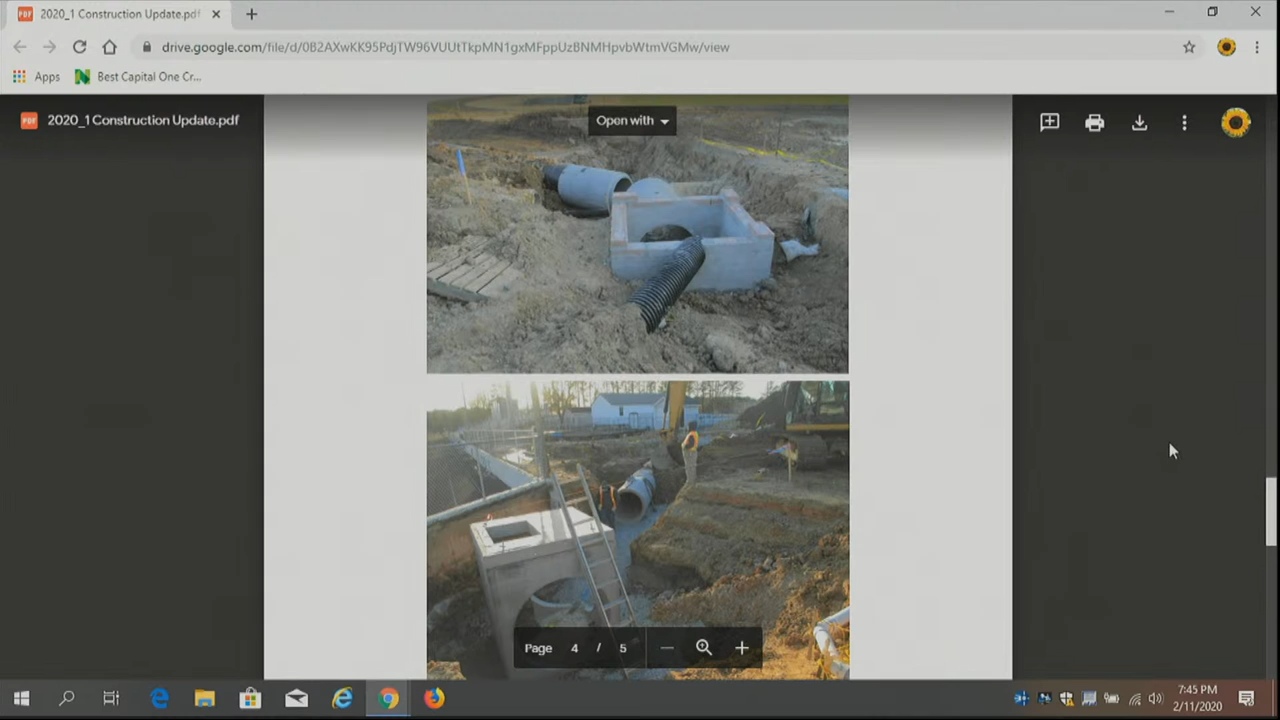 2020_1 Construction Update.pdf
drive.google.com/file/d/0B2AXwKK95PdjTW96VUUtTkpMN1gxMFppUzBNMHpvbWtmVGMw/view
Apps
Best Capital One Cr...
PDF
2020_1 Construction Update.pdf
Open with
Page 4 / 5
7:45 PM
2/11/2020